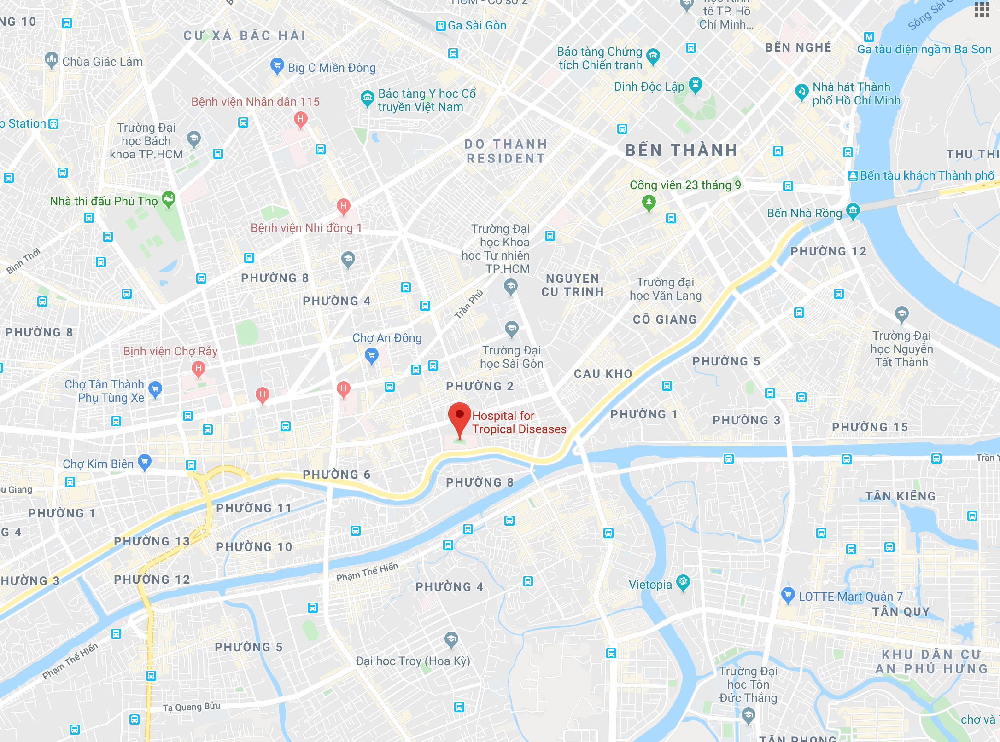 HCM - Cơ sở 2
tế TP. Hồ
Chí Minh...
Sông Sài
NG 10
CƯ XÁ BẮC HẢI
Ga Sài Gòn
BẾN NGHÉ
Ga tàu điện ngầm Ba Son
Chùa Giác Lâm
Big C Miền Đông
Bảo tàng Chứng
tích Chiến tranh
Dinh Độc Lập
Nhà hát Thành
phố Hồ Chí Minh
Bệnh viện Nhân dân 115
Bảo tàng Y học Cổ
truyền Việt Nam
o Station
Trường Đại
học Bách
khoa TP.HCM
DO THANH
RESIDENT
BẾN THÀNH
THU THI
Bến tàu khách Thành phố
Công viên 23 tháng 9
Nhà thi đấu Phú Thọ
Bến Nhà Rồng
Bệnh viện Nhi đồng 1
Trường Đại
học Khoa
học Tự nhiên
TP.HCM
Bình Thới
PHƯỜNG 12
PHƯỜNG 8
NGUYEN
CU TRINH
Trường đại
học Văn Lang
PHƯỜNG 4
Trần Phú
CÔ GIANG
PHƯỜNG 8
Chợ An Đông
Trường Đại
học Nguyễn
Tất Thành
Bịnh viện Chợ Rẫy
Trường Đại
học Sài Gòn
PHƯỜNG 5
CAU KHO
Chợ Tân Thành
Phụ Tùng Xe
PHƯỜNG 2
Hospital for
Tropical Diseases
PHƯỜNG 1
PHƯỜNG 3
PHƯỜNG 15
Chợ Kim Biên
PHƯỜNG 6
Trần
PHƯỜNG 8
ậu Giang
TÂN KIỂNG
PHƯỜNG 11
PHƯỜNG 1
G 4
PHƯỜNG 13
PHƯỜNG 10
Phạm Thế Hiển
HƯỜNG 3
PHƯỜNG 12
PHƯỜNG 4
Vietopia
LOTTE Mart Quận 7
TÂN QUY
PHƯỜNG 5
Phạm Thế Hiển
Đại học Troy (Hoa Kỳ)
KHU DÂN CƯ
AN PHÚ HƯNG
Trường Đại
học Tôn
Đức Thắng
Tạ Quang Bửu
chợ và
TÂN PHONG
H
H
H
H
H
M